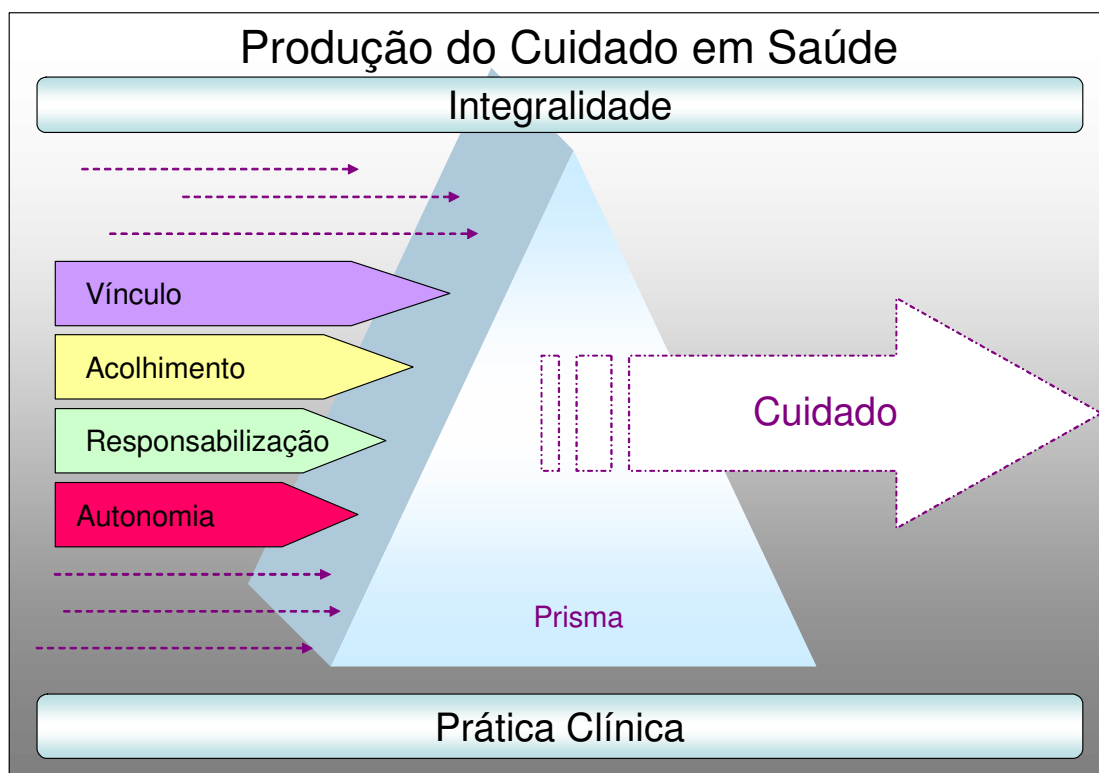 Produção do Cuidado em Saúde
Integralidade
Vínculo
Acolhimento
Responsabilização
Autonomia
Cuidado
Prisma
Prática Clínica